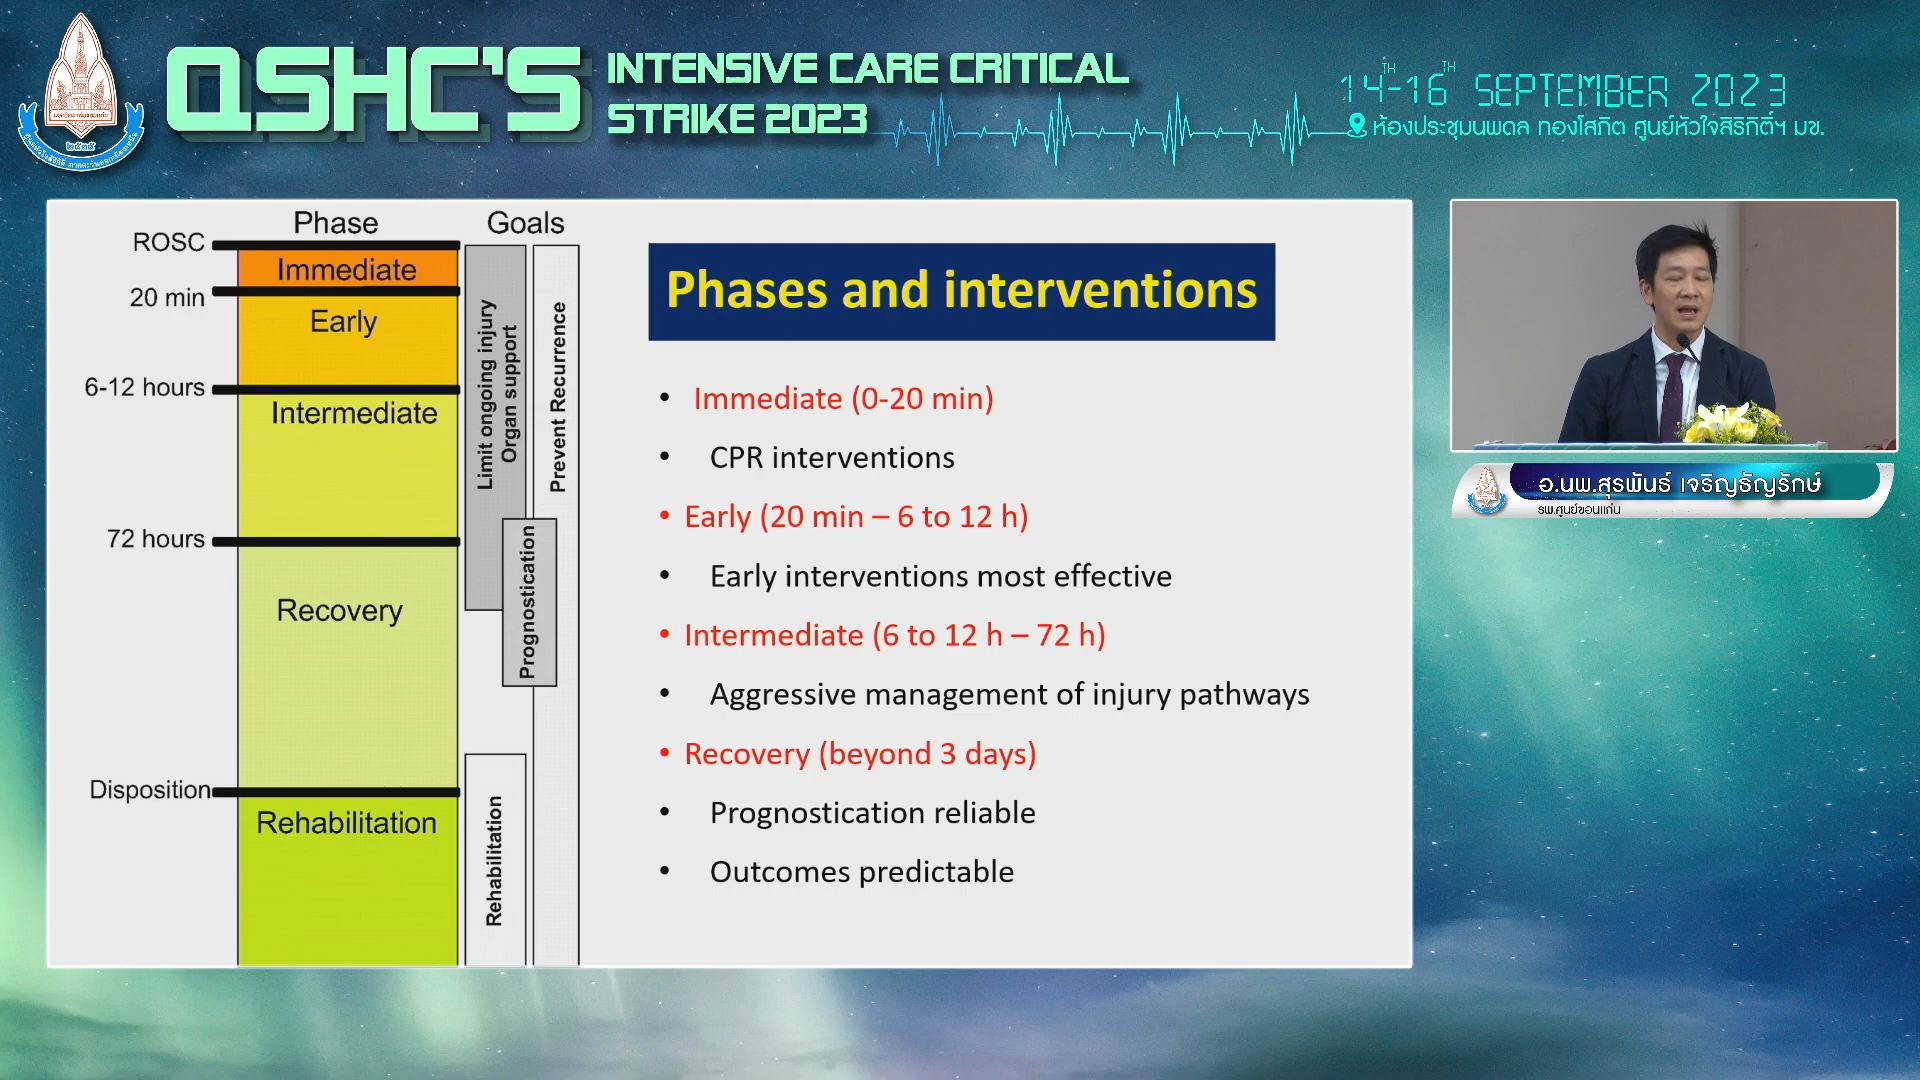 QSHC'S
INTENSIVE CARE CRITICAL
STRIKE 2023
14TH-16TH SEPTEMBER 2023
ห้องประชุมนพดล ทองโสภิต ศูนย์หัวใจสิริกิติ์ฯ มข.
Phase
Goals
ROSC
Immediate
20 min
Early
6-12 hours
Intermediate
72 hours
Recovery
Disposition
Rehabilitation
Limit ongoing injury
Organ support
Prevent Recurrence
Prognostication
Rehabilitation
Phases and interventions
• Immediate (0-20 min)
• CPR interventions
• Early (20 min – 6 to 12 h)
• Early interventions most effective
• Intermediate (6 to 12 h – 72 h)
• Aggressive management of injury pathways
• Recovery (beyond 3 days)
• Prognostication reliable
• Outcomes predictable
อ.นพ.สุรพันธ์ เจริญธัญรักษ์
รพ.ศูนย์ขอนแก่น